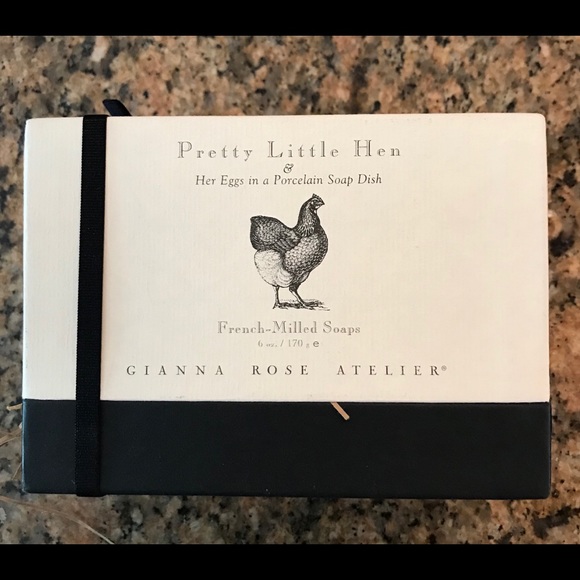 Pretty Little Hen
&
Her Eggs in a Porcelain Soap Dish
French-Milled Soaps
6 oz. / 170 g e
GIANNA ROSE ATELIER®